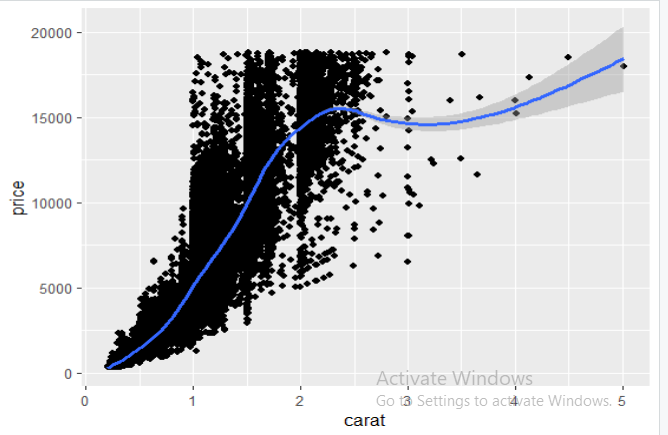 20000
15000
10000
5000
0
price
0 1 2 3 4 5
carat
Activate Windows
Go to Settings to activate Windows.